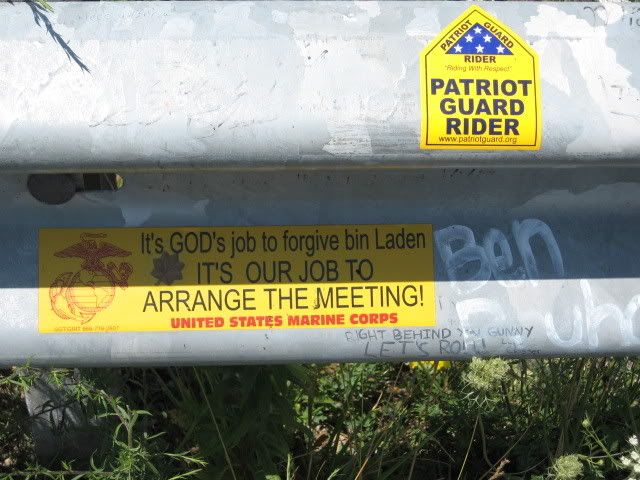 PATRIOT GUARD
RIDER
"Riding With Respect"
PATRIOT
GUARD
RIDER
www.patriotguard.org
It's GOD's job to forgive bin Laden
IT'S OUR JOB TO
ARRANGE THE MEETING!
UNITED STATES MARINE CORPS
Ben
RIGHT BEHIND YOU GUNNY
LET'S ROLL!